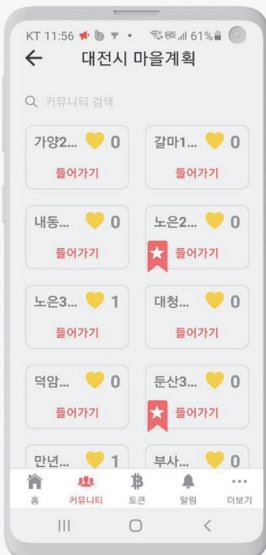 KT 11:56 61%
대전시 마을계획
커뮤니티 검색
가양2... 0 갈마1... 0
들어가기 들어가기
내동... 0 노은2... 0
들어가기 들어가기
노은3... 1 대청... 0
들어가기 들어가기
덕암... 0 둔산3... 0
들어가기 들어가기
만년... 1 부사... 0
홈 커뮤니티 토큰 알림 더보기